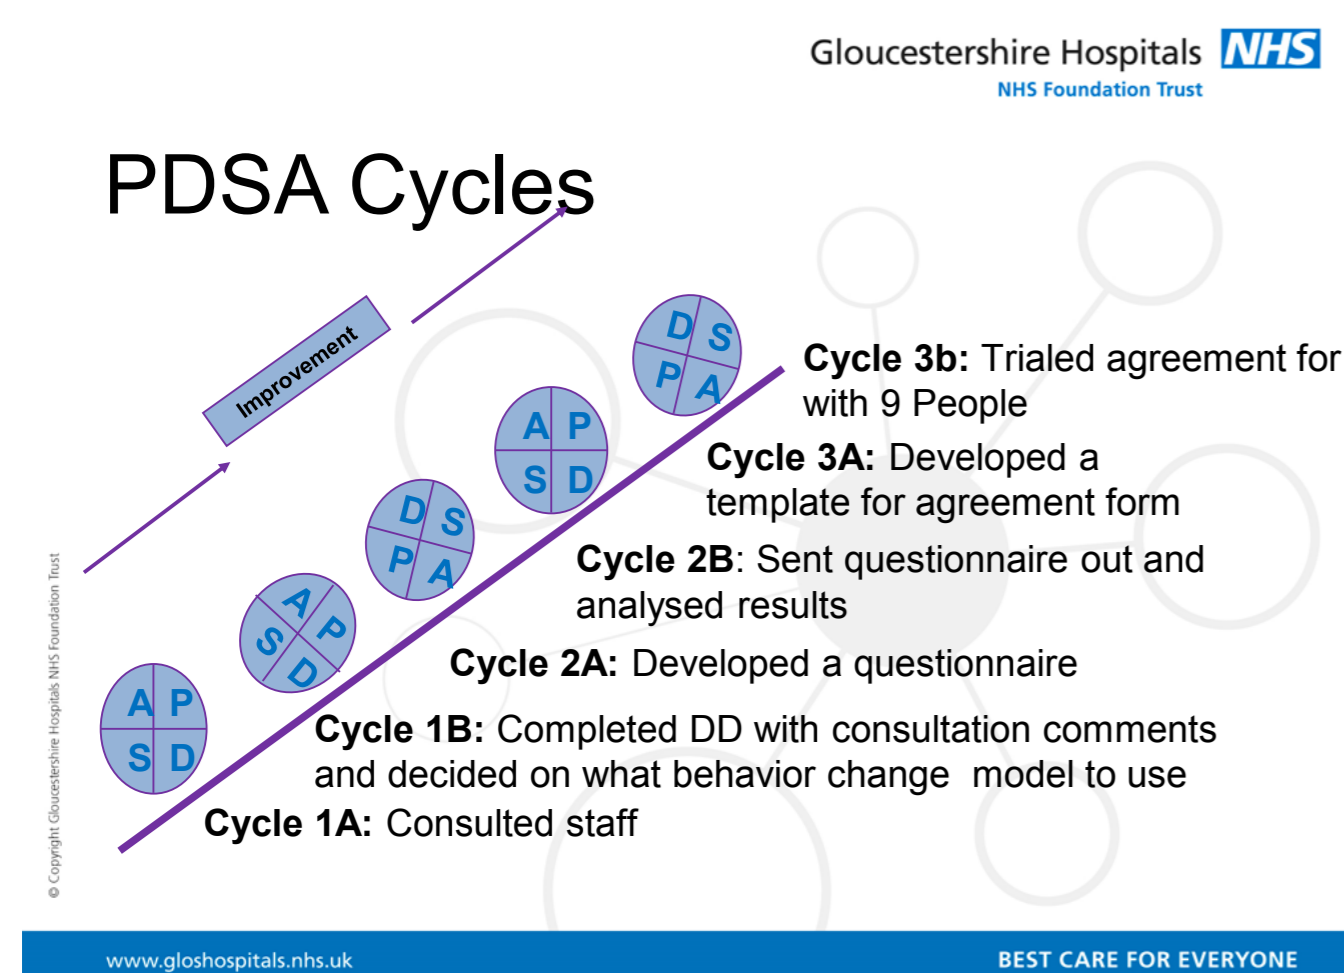 Gloucestershire Hospitals NHS
NHS Foundation Trust
PDSA Cycles
Improvement
D S
P A
Cycle 3b: Trialed agreement for
with 9 People
A P
S D
Cycle 3A: Developed a
template for agreement form
D S
P A
Cycle 2B: Sent questionnaire out and
analysed results
A P
S D
Cycle 2A: Developed a questionnaire
A P
S D
Cycle 1B: Completed DD with consultation comments
and decided on what behavior change model to use
Cycle 1A: Consulted staff
© Copyright Gloucestershire Hospitals NHS Foundation Trust
www.gloshospitals.nhs.uk
BEST CARE FOR EVERYONE